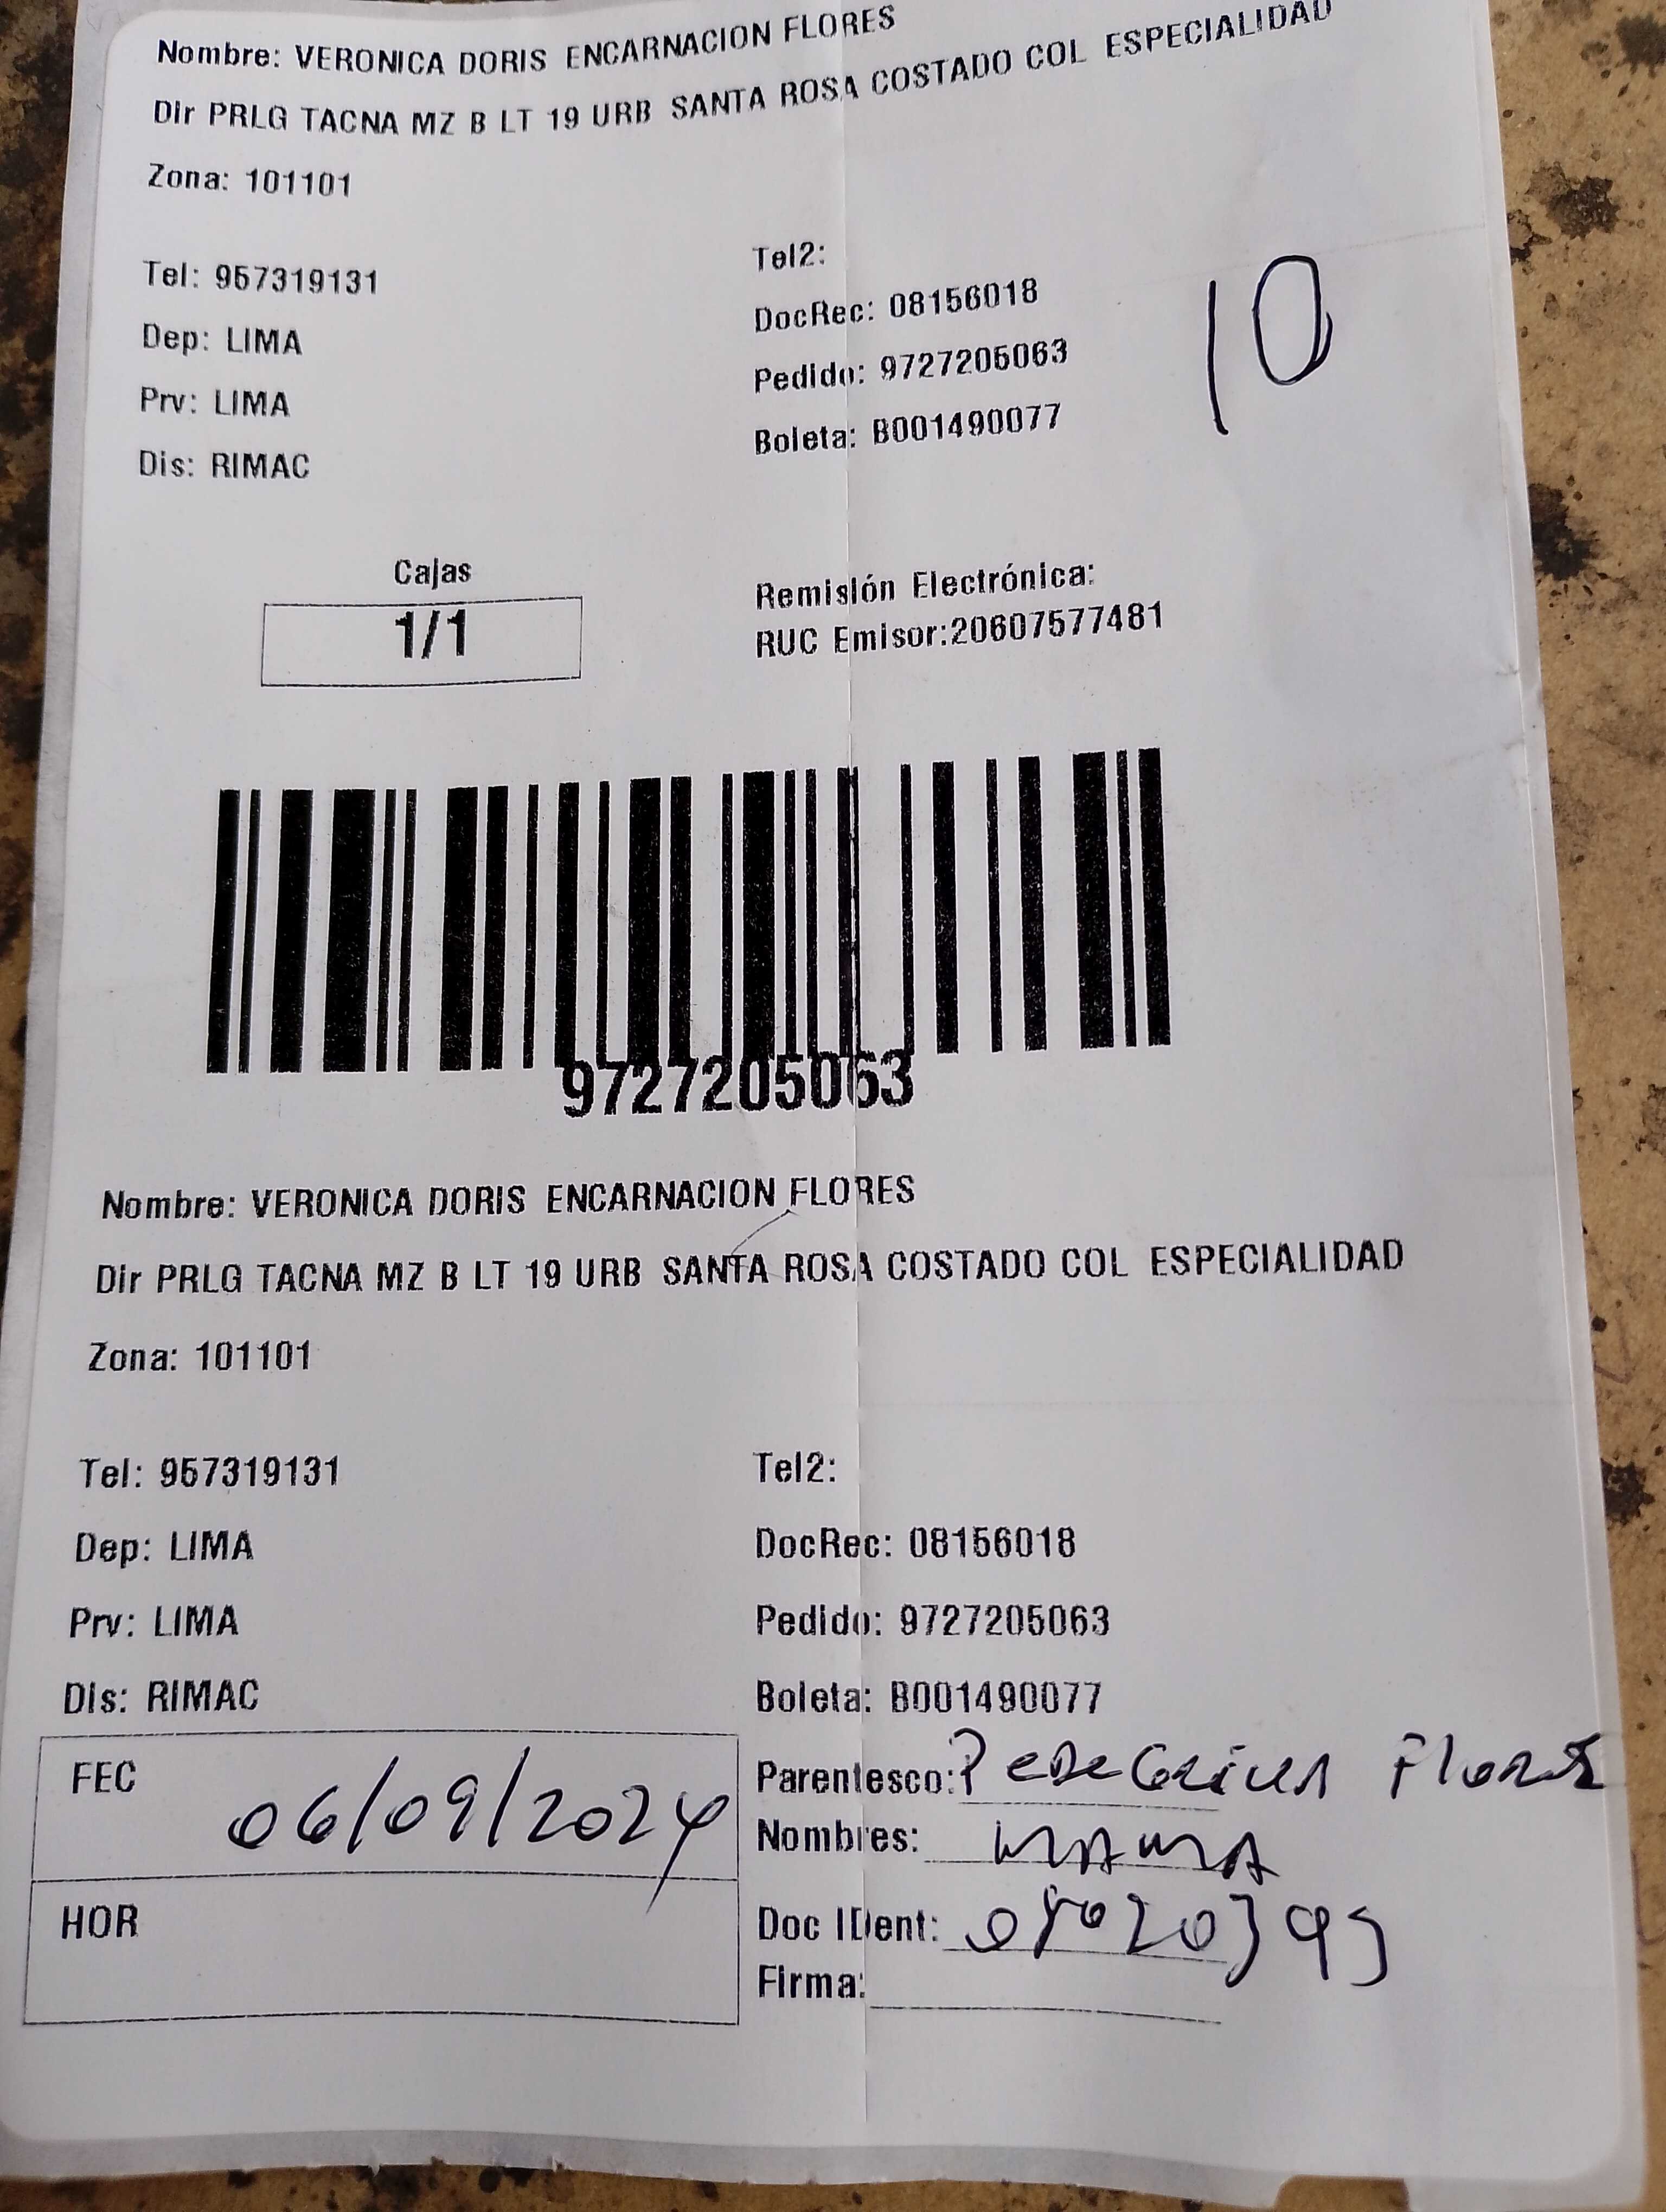 Nombre: VERONICA DORIS ENCARNACION FLORES
Dir PRLG TACNA MZ B LT 19 URB SANTA ROSA COSTADO COL ESPECIALIDAD
Zona: 101101
Tel: 957319131
Tel2:
Dep: LIMA
DocRec: 08156018
Prv: LIMA
Pedido: 9727205063
Dis: RIMAC
Boleta: B001490077
10
Cajas
1/1
Remisión Electrónica:
RUC Emisor:20607577481
9727205063
Nombre: VERONICA DORIS ENCARNACION FLORES
Dir PRLG TACNA MZ B LT 19 URB SANTA ROSA COSTADO COL ESPECIALIDAD
Zona: 101101
Tel: 957319131
Tel2:
Dep: LIMA
DocRec: 08156018
Prv: LIMA
Pedido: 9727205063
Dis: RIMAC
Boleta: B001490077
FEC 06/09/2024
Parentesco: Flores
Nombres: MAMA
HOR
Doc IDent:
Firma: